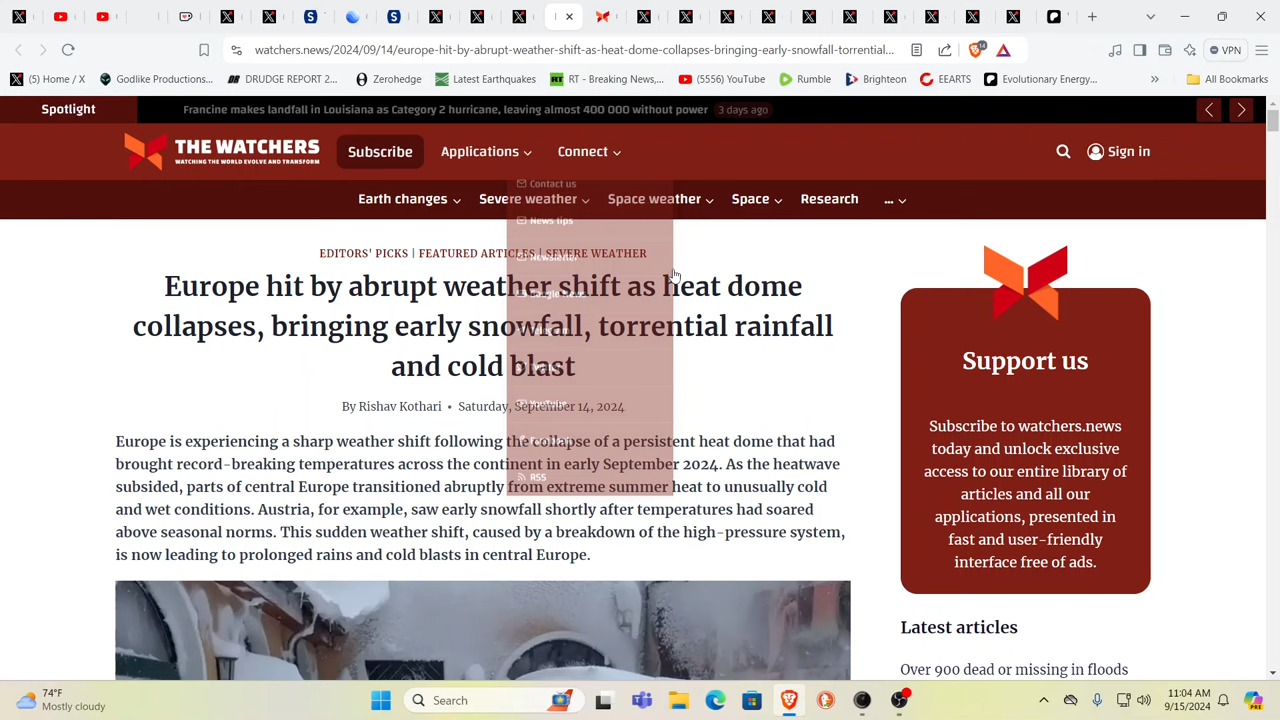 watchers.news/2024/09/14/europe-hit-by-abrupt-weather-shift-as-heat-dome-collapses-bringing-early-snowfall-torrential...
14
VPN
(5) Home / X
Godlike Productions...
DRUDGE REPORT 2...
Zerohedge
Latest Earthquakes
RT - Breaking News,...
(5555) YouTube
Rumble
Brighteon
EEARTS
Evolutionary Energy...
»
All Bookmarks
Spotlight
Francine makes landfall in Louisiana as Category 2 hurricane, leaving almost 400 000 without power 3 days ago
THE WATCHERS
WATCHING THE WORLD EVOLVE AND TRANSFORM
Subscribe
Applications
Connect
Sign in
Contact us
Earth changes
Severe weather
Space weather
Space
Research
...
News tips
EDITORS' PICKS | FEATURED ARTICLES | SEVERE WEATHER
Newsletter
Europe hit by abrupt weather shift as heat dome
Google News
collapses, bringing early snowfall, torrential rainfall
and cold blast
YouTube
By Rishav Kothari • Saturday, September 14, 2024
Europe is experiencing a sharp weather shift following the collapse of a persistent heat dome that had
brought record-breaking temperatures across the continent in early September 2024. As the heatwave
RSS
subsided, parts of central Europe transitioned abruptly from extreme summer heat to unusually cold
and wet conditions. Austria, for example, saw early snowfall shortly after temperatures had soared
above seasonal norms. This sudden weather shift, caused by a breakdown of the high-pressure system,
is now leading to prolonged rains and cold blasts in central Europe.
Support us
Subscribe to watchers.news
today and unlock exclusive
access to our entire library of
articles and all our
applications, presented in
fast and user-friendly
interface free of ads.
Latest articles
Over 900 dead or missing in floods
74°F
Mostly cloudy
Search
11:04 AM
9/15/2024
PRE